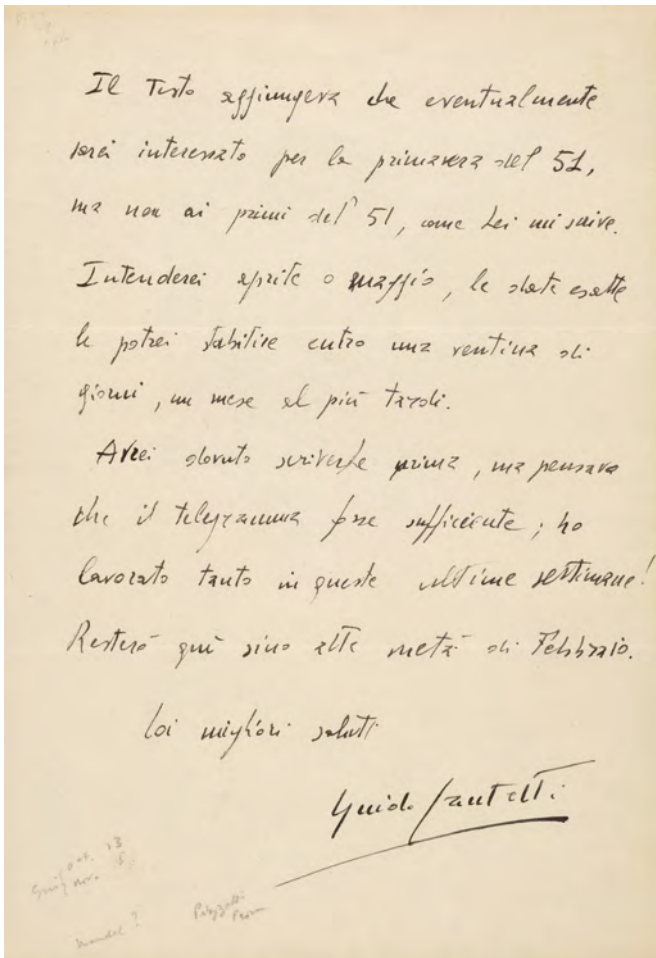 Il testo aggiungeva che eventualmente
sarei interessato per la primavera del 51,
ma non ai primi del 51, come Lei mi scrive.
Intenderei aprile o maggio, le date esatte
le potrei stabilire entro una ventina di
giorni, un mese al più tardi.
Avrei dovuto scriverle prima, ma pensavo
che il telegramma fosse sufficiente; ho
lavorato tanto in queste ultime settimane!
Resterò quì sino alla metà di Febbraio.
Coi migliori saluti
Guido Cantelli